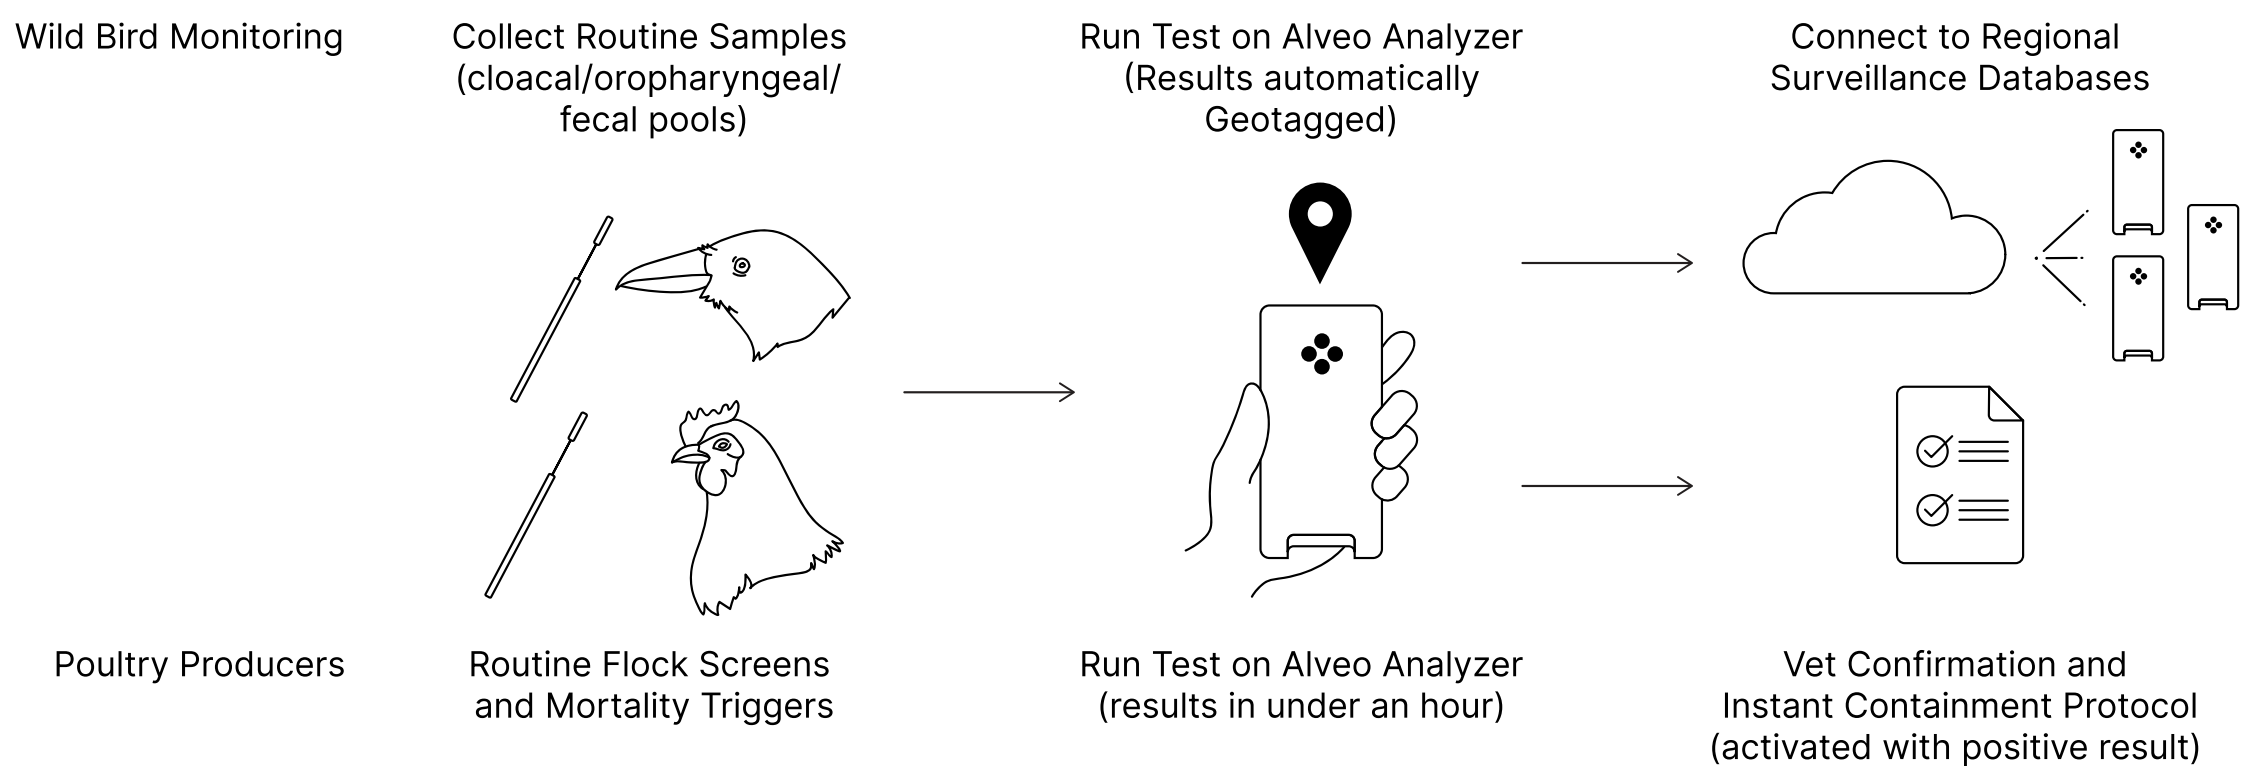 Wild Bird Monitoring
Collect Routine Samples
(cloacal/oropharyngeal/
fecal pools)
Run Test on Alveo Analyzer
(Results automatically
Geotagged)
Connect to Regional
Surveillance Databases
Poultry Producers
Routine Flock Screens
and Mortality Triggers
Run Test on Alveo Analyzer
(results in under an hour)
Vet Confirmation and
Instant Containment Protocol
(activated with positive result)